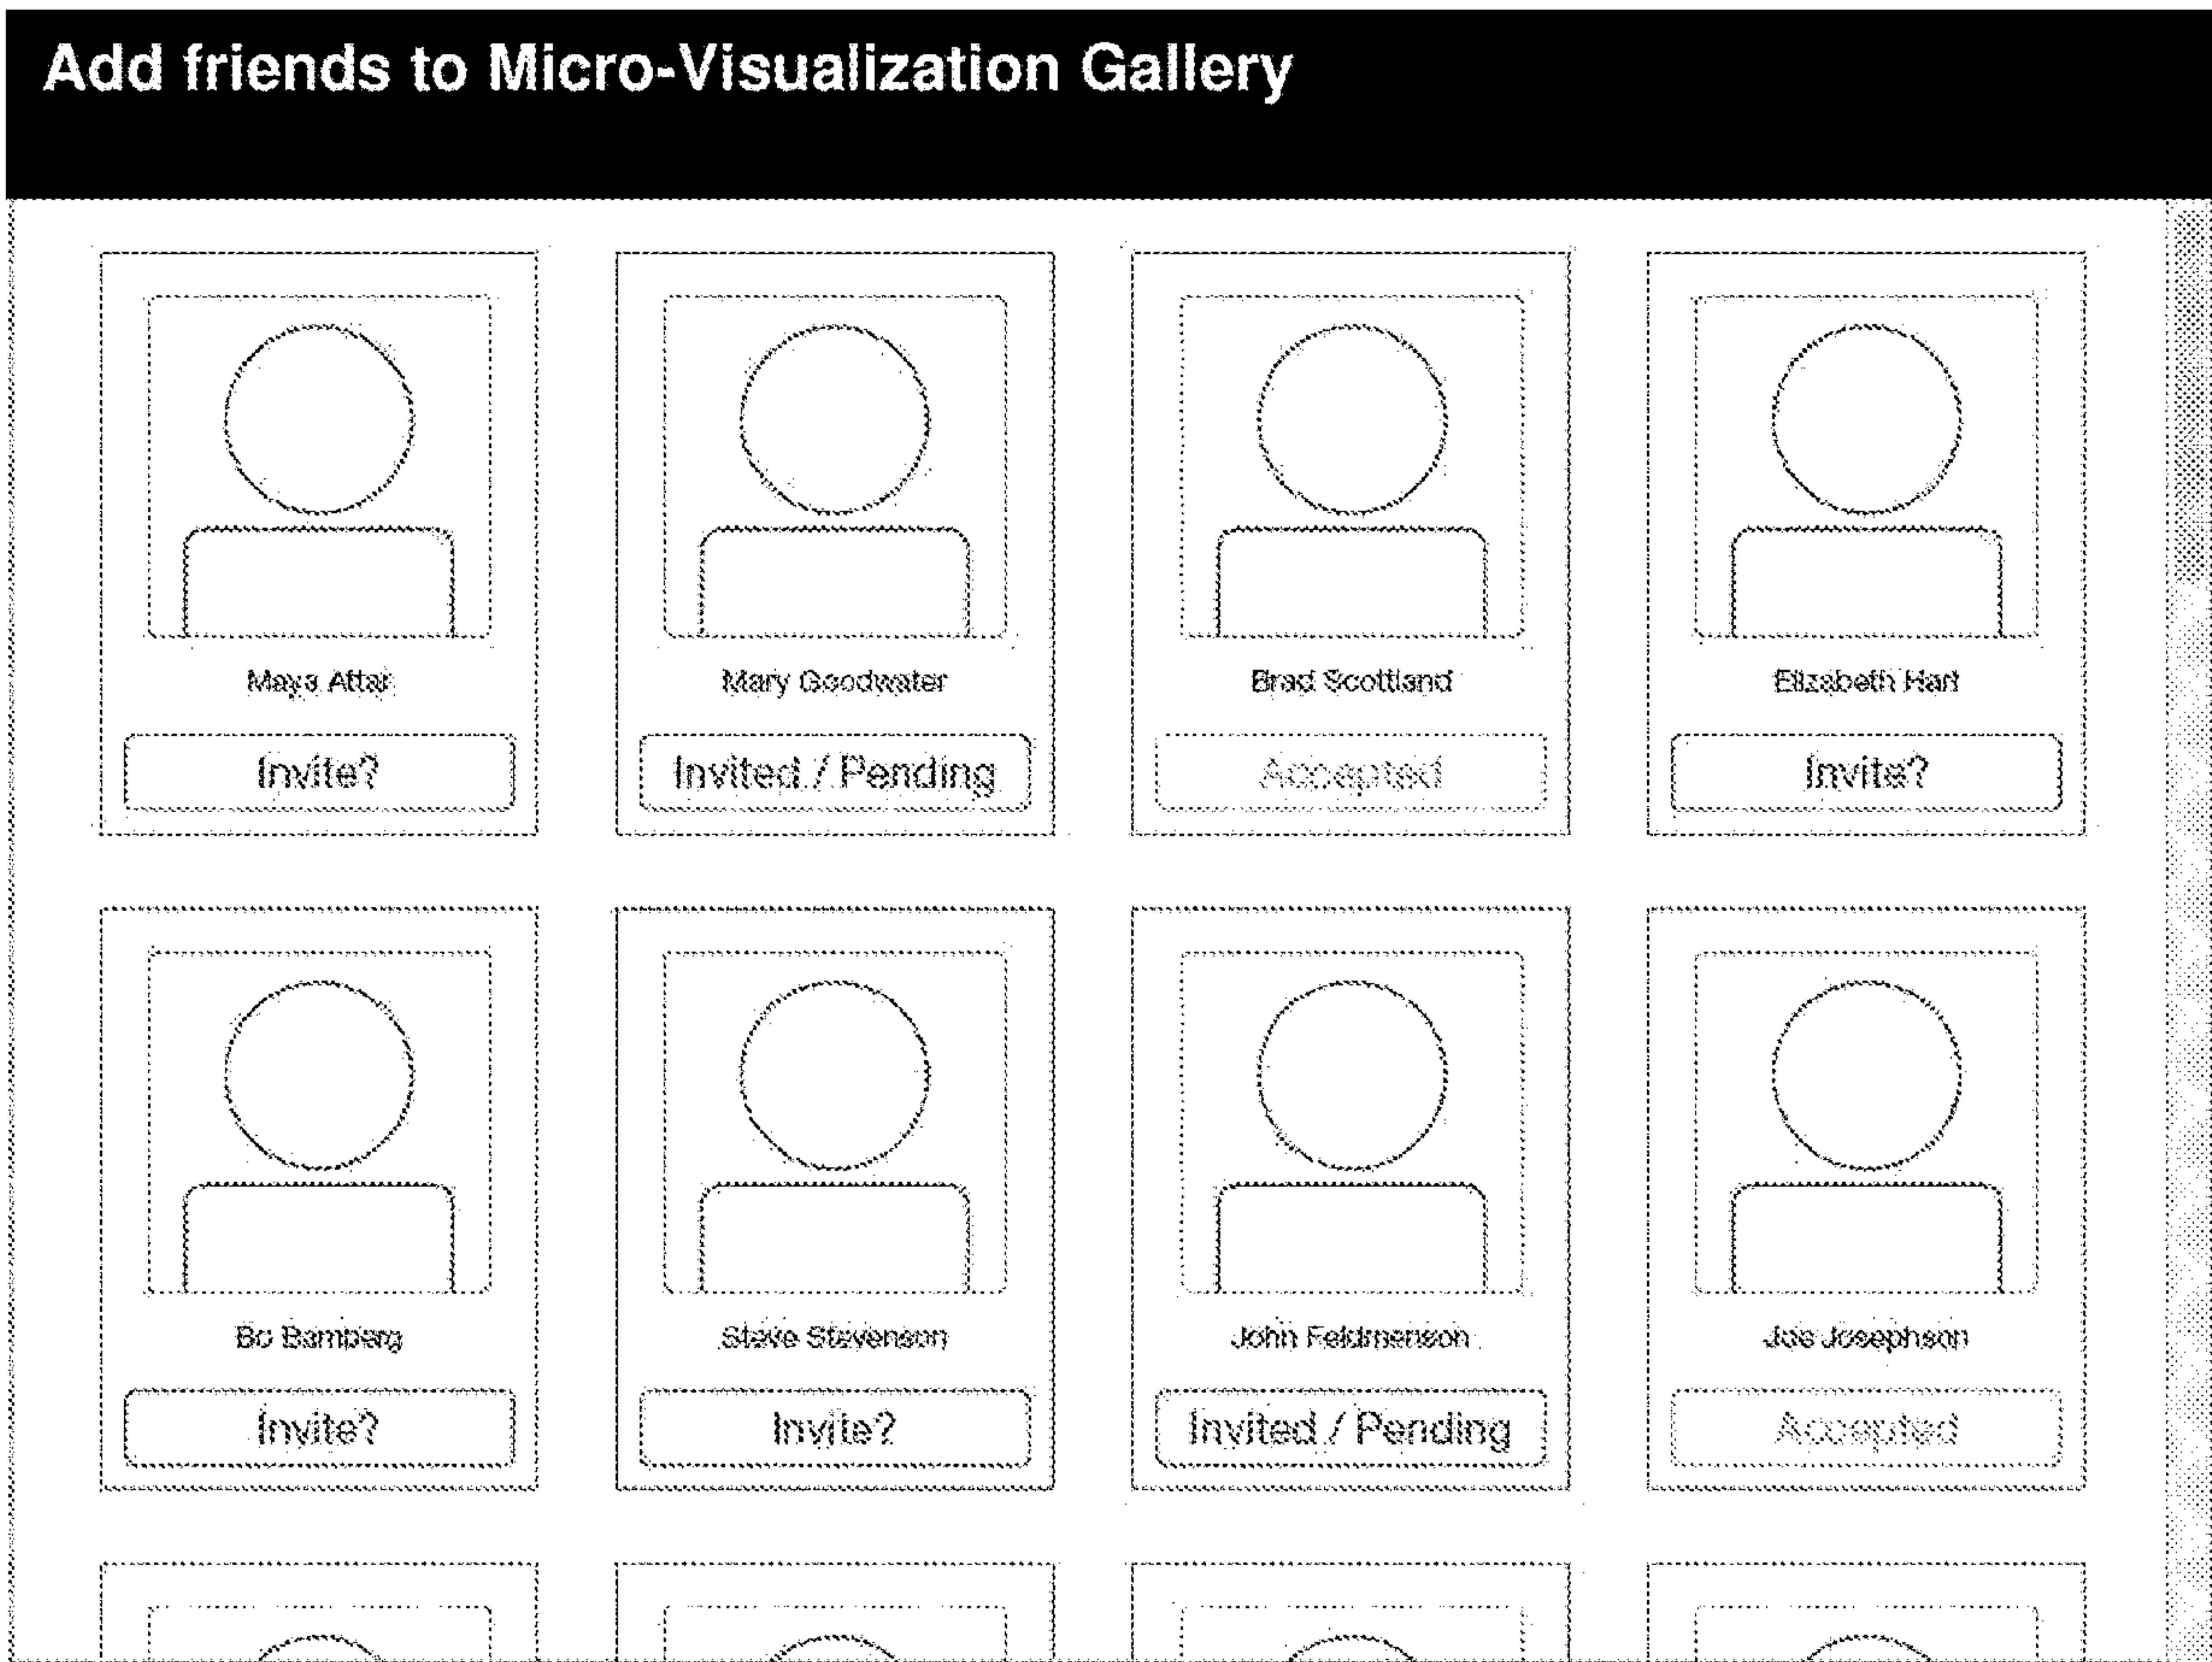 Add friends to Micro-Visualization Gallery
Maya Attar
Mary Goodwater
Brad Scottland
Elizabeth Hart
Invite?
Invited / Pending
Accepted
Invite?
Bo Bamberg
Steve Stevenson
John Feldmenson
Joe Josephson
Invite?
Invite?
Invited / Pending
Accepted